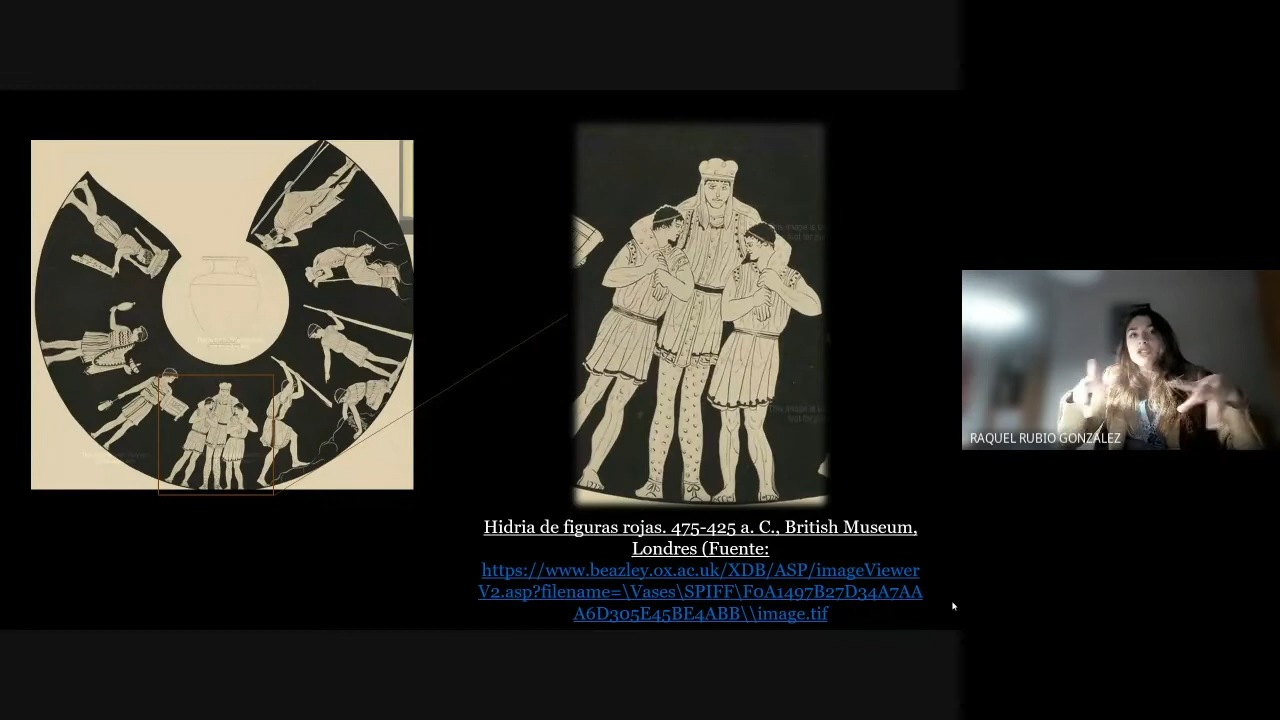 Hidria de figuras rojas. 475-425 a. C., British Museum,
Londres (Fuente:
https://www.beazley.ox.ac.uk/XDB/ASP/imageViewer
V2.asp?filename=\Vases\SPIFF\F0A1497B27D34A7AA
A6D305E45BE4ABB\\image.tif
RAQUEL RUBIO GONZALEZ